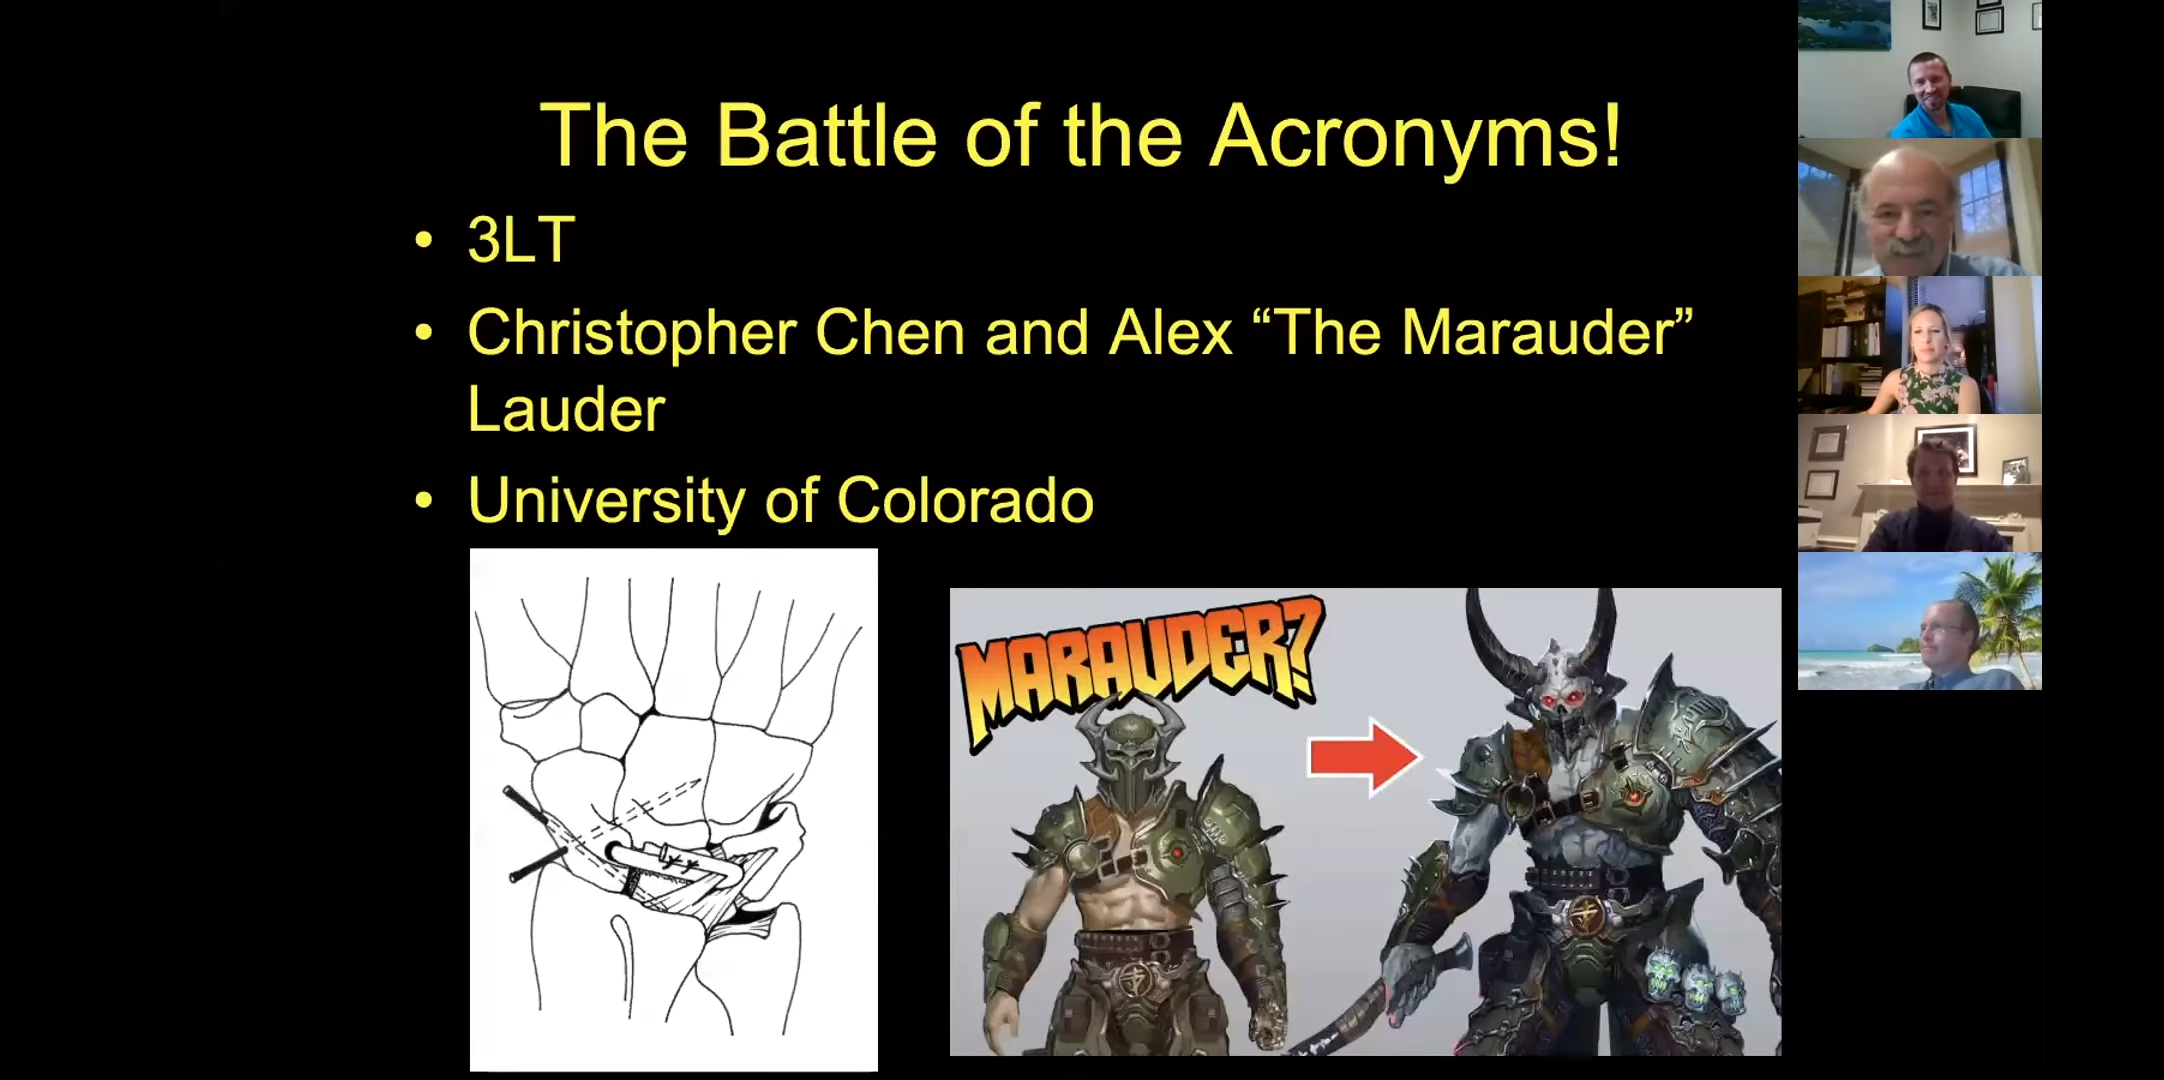 The Battle of the Acronyms!
• 3LT
• Christopher Chen and Alex “The Marauder”
Lauder
• University of Colorado
MARAUDER?